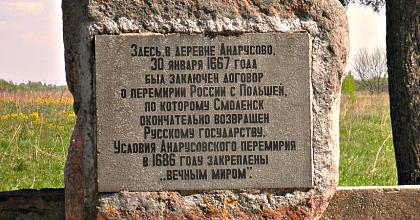 Здесь, в деревне Андрусово,
30 января 1667 года
был заключен договор
о перемирии России с Польшей,
по которому Смоленск
окончательно возвращен
Русскому государству.
Условия Андрусовского перемирия
в 1686 году закреплены
„вечным миром".